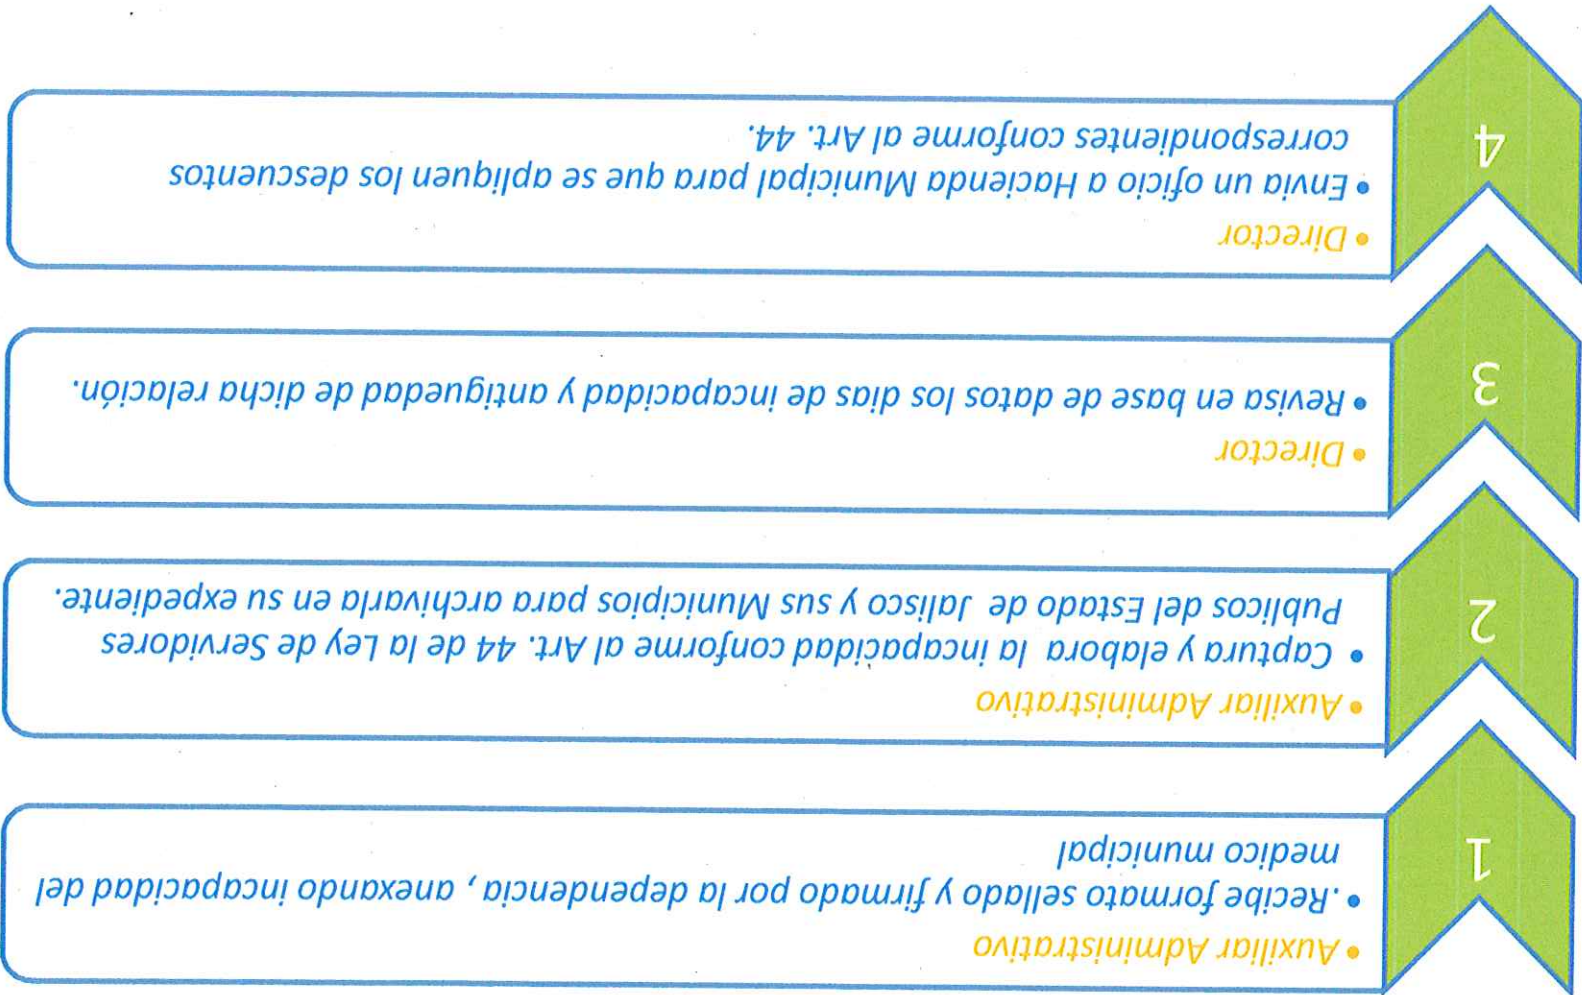 1
• Auxiliar Administrativo
• .Recibe formato sellado y firmado por la dependencia , anexando incapacidad del
medico municipal
2
• Auxiliar Administrativo
• Captura y elabora la incapacidad conforme al Art. 44 de la Ley de Servidores
Publicos del Estado de Jalisco y sus Municipios para archivarla en su expediente.
3
• Director
• Revisa en base de datos los dias de incapacidad y antiguedad de dicha relación.
4
• Director
• Envia un oficio a Hacienda Municipal para que se apliquen los descuentos
correspondientes conforme al Art. 44.